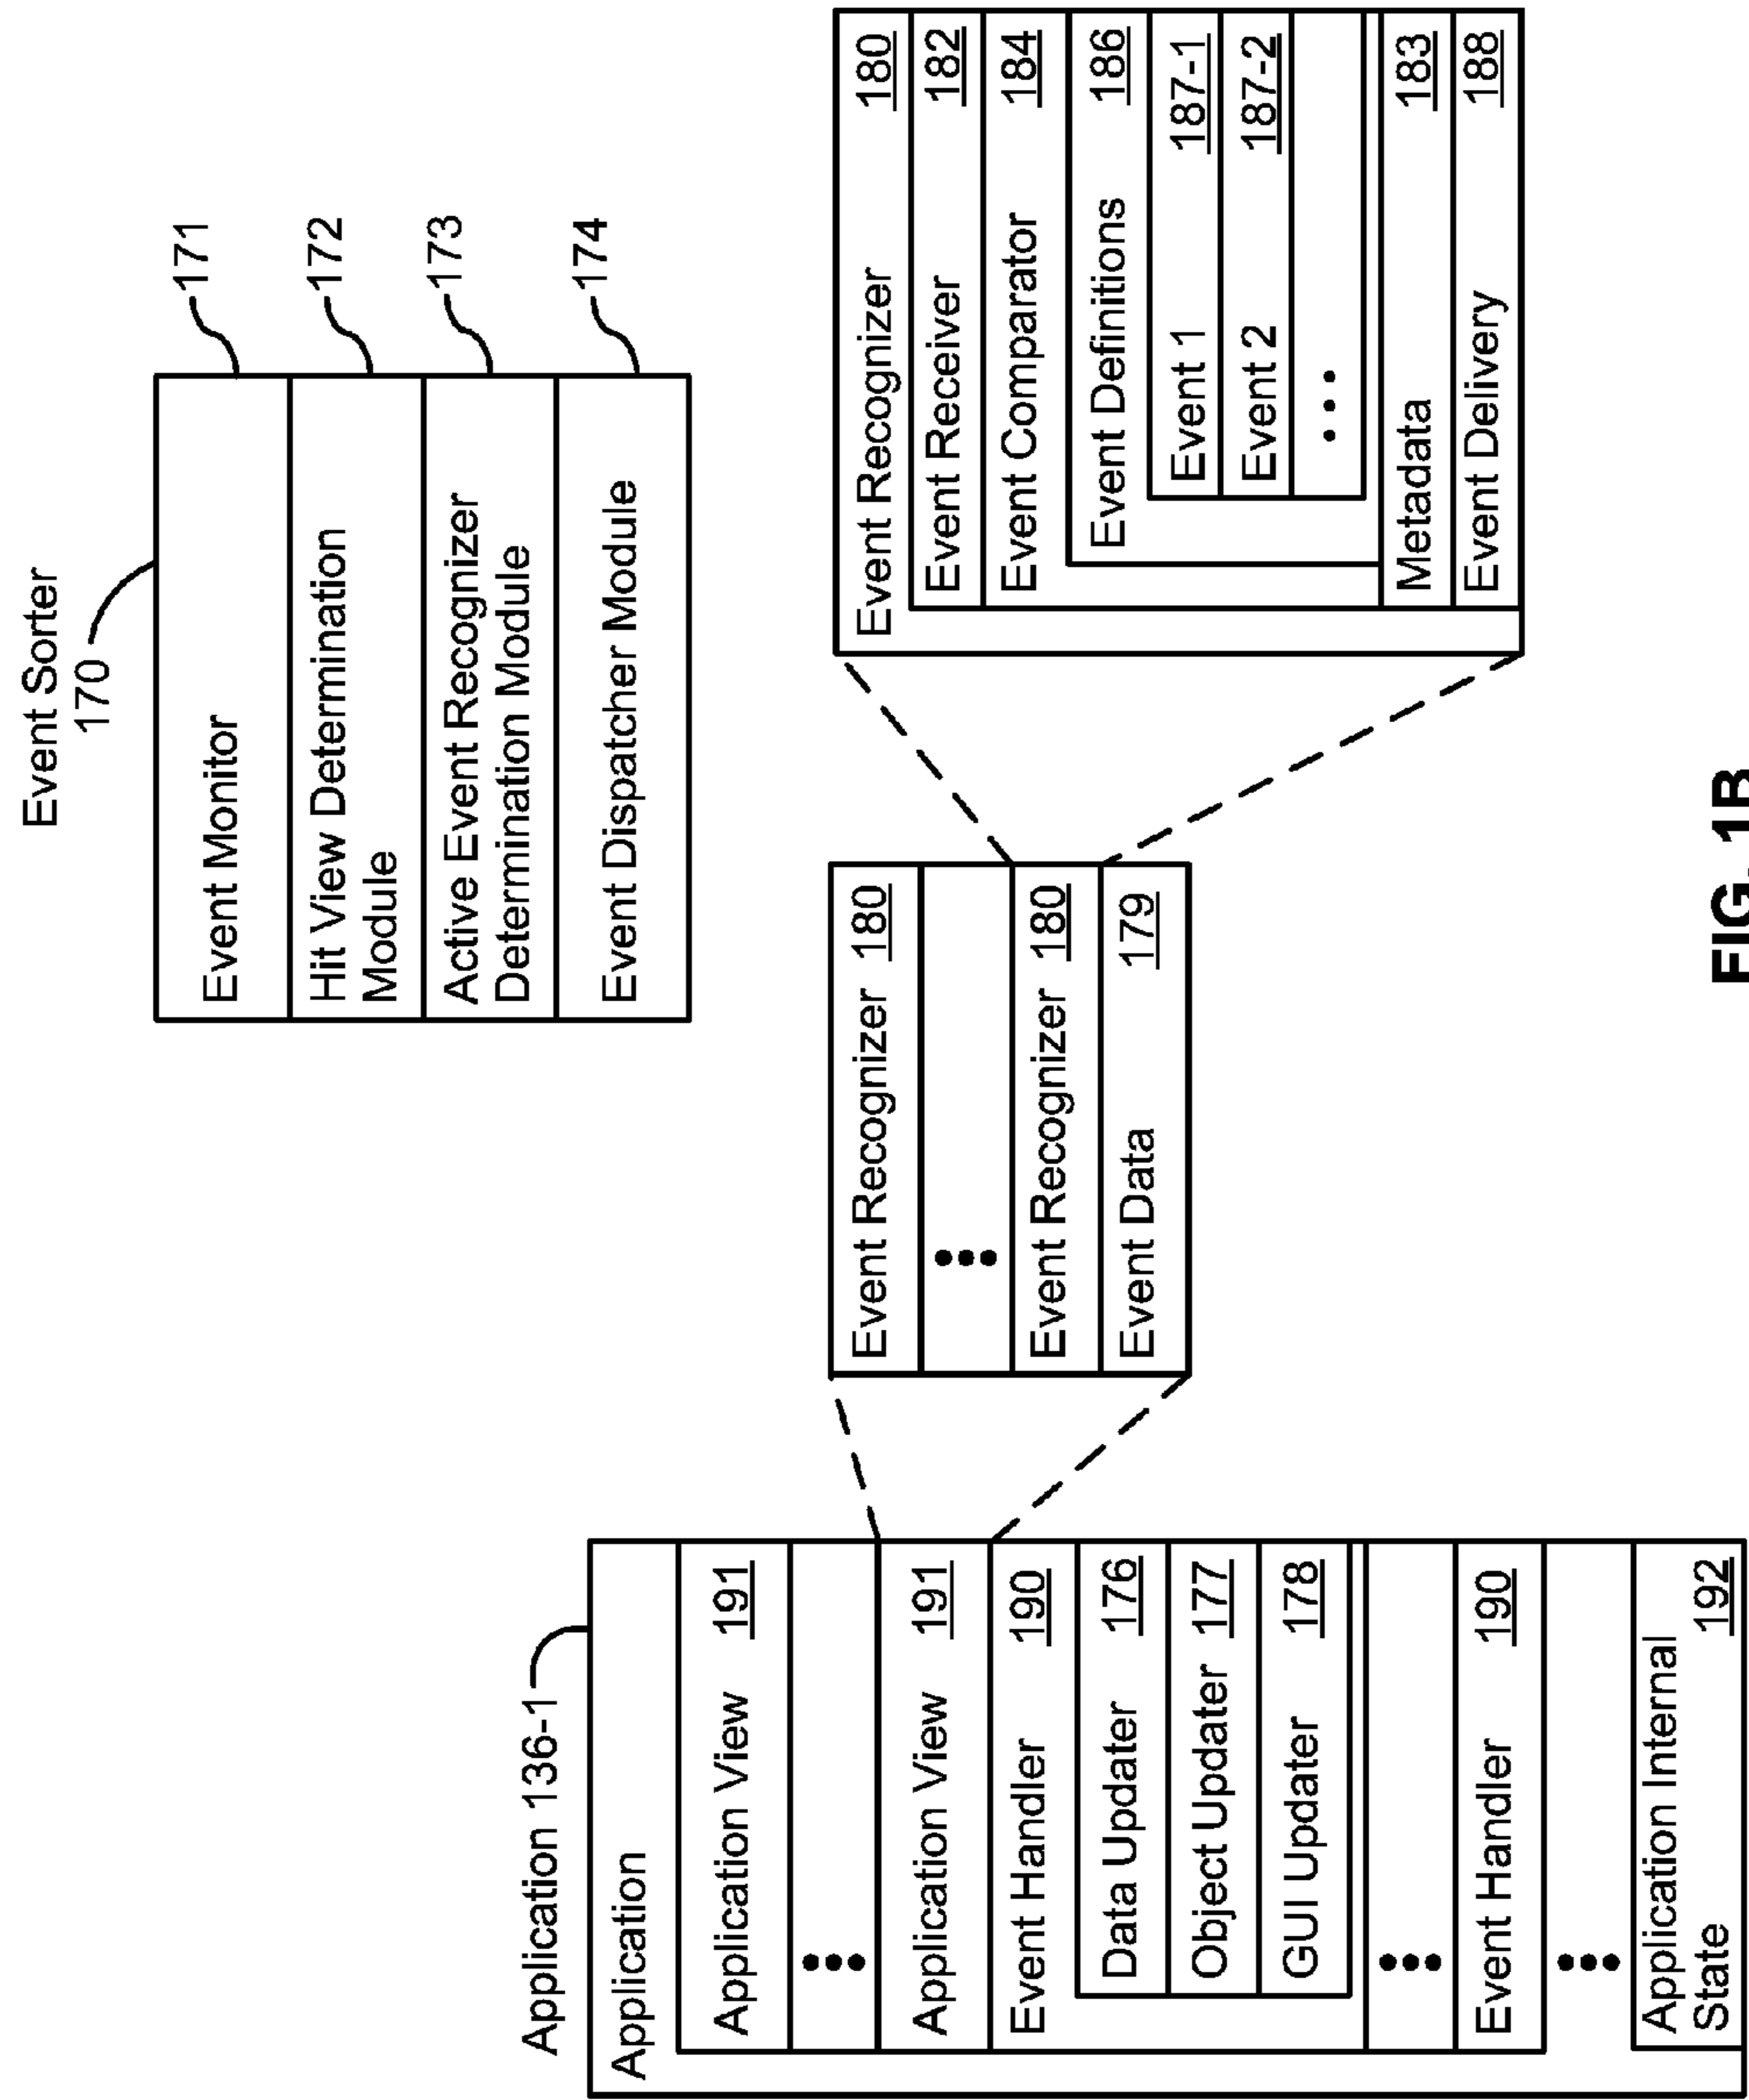 Event Sorter
170
Event Monitor
171
Hit View Determination
Module
172
Active Event Recognizer
Determination Module
173
Event Dispatcher Module
174
Application 136-1
Application
Application View 191
•••
Application View 191
Event Handler 190
Data Updater 176
Object Updater 177
GUI Updater 178
•••
Event Handler 190
•••
Application Internal
State 192
Event Recognizer 180
•••
Event Recognizer 180
Event Data 179
Event Recognizer 180
Event Receiver 182
Event Comparator 184
Event Definitions 186
Event 1 187-1
Event 2 187-2
•••
Metadata 183
Event Delivery 188
FIG. 1B